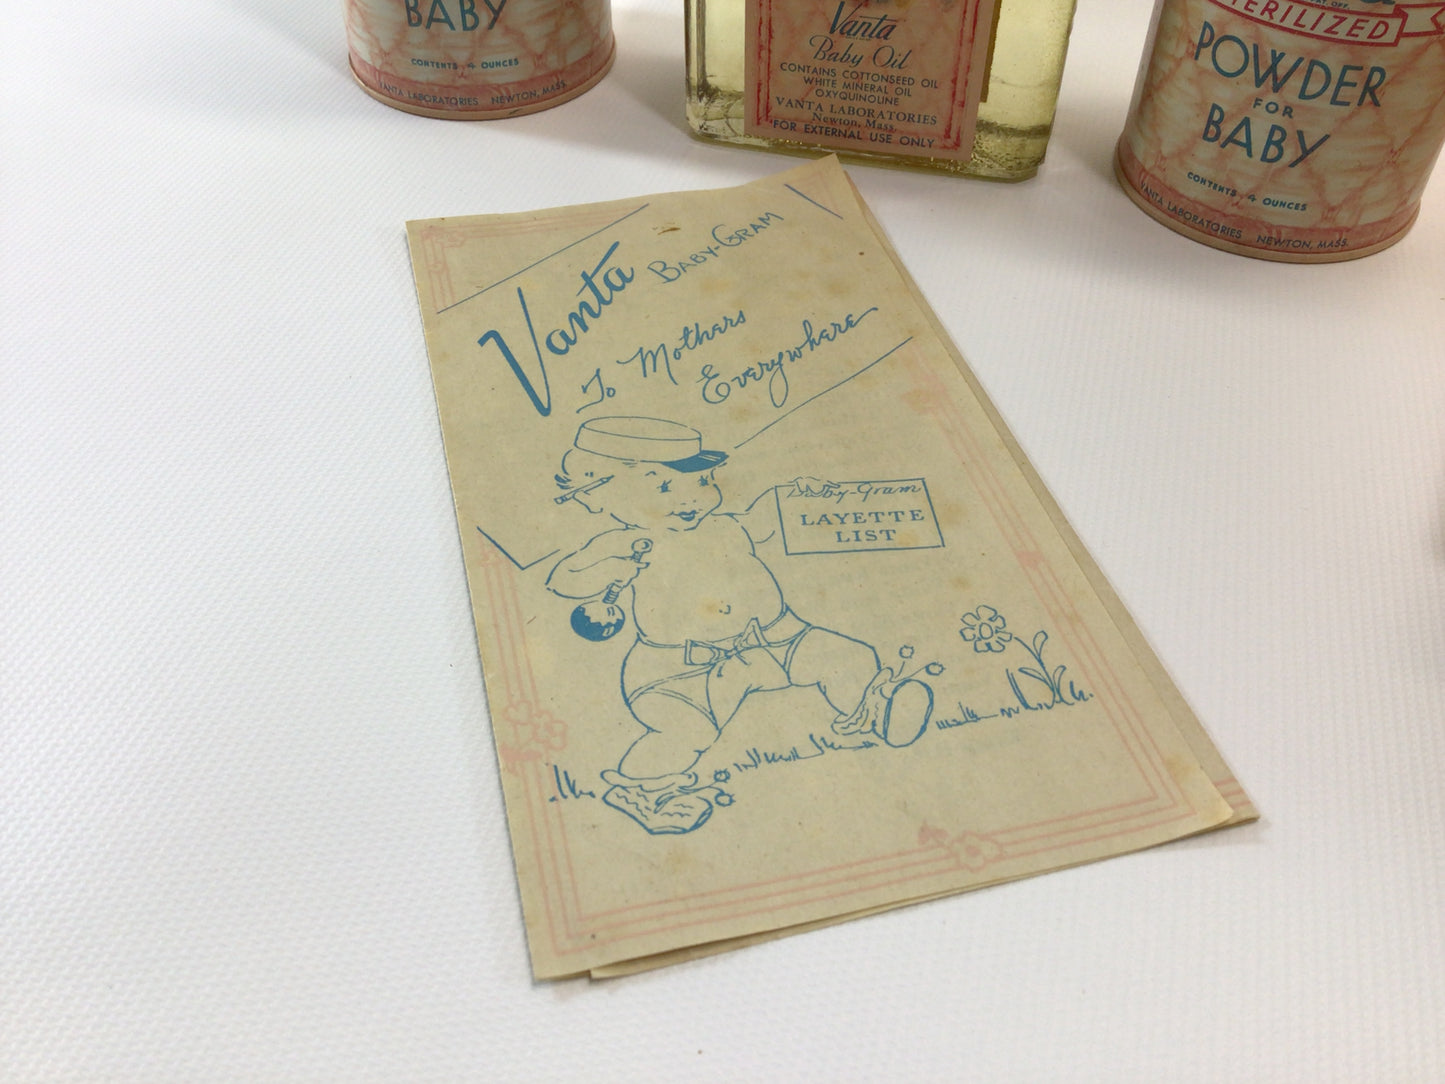 BABY
CONTENTS 4 OUNCES
VANTA LABORATORIES NEWTON, MASS.
Vanta
Baby Oil
CONTAINS COTTONSEED OIL
WHITE MINERAL OIL
OXYQUINOLINE
VANTA LABORATORIES
Newton, Mass.
FOR EXTERNAL USE ONLY
STERILIZED
POWDER
FOR
BABY
CONTENTS 4 OUNCES
VANTA LABORATORIES NEWTON, MASS.
Vanta BABY-GRAM
To Mothers
Everywhere
Baby-Gram
LAYETTE
LIST